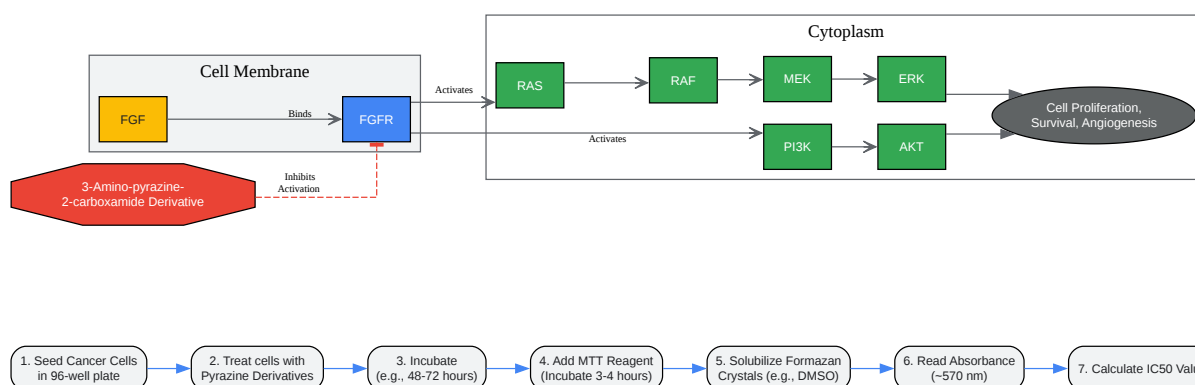 Cytoplasm
Cell Membrane
FGF
Binds
FGFR
Activates
RAS
RAF
MEK
ERK
Activates
PI3K
AKT
Cell Proliferation,
Survival, Angiogenesis
3-Amino-pyrazine-
2-carboxamide Derivative
Inhibits
Activation
1. Seed Cancer Cells
in 96-well plate
2. Treat cells with
Pyrazine Derivatives
3. Incubate
(e.g., 48-72 hours)
4. Add MTT Reagent
(Incubate 3-4 hours)
5. Solubilize Formazan
Crystals (e.g., DMSO)
6. Read Absorbance
(~570 nm)
7. Calculate IC50